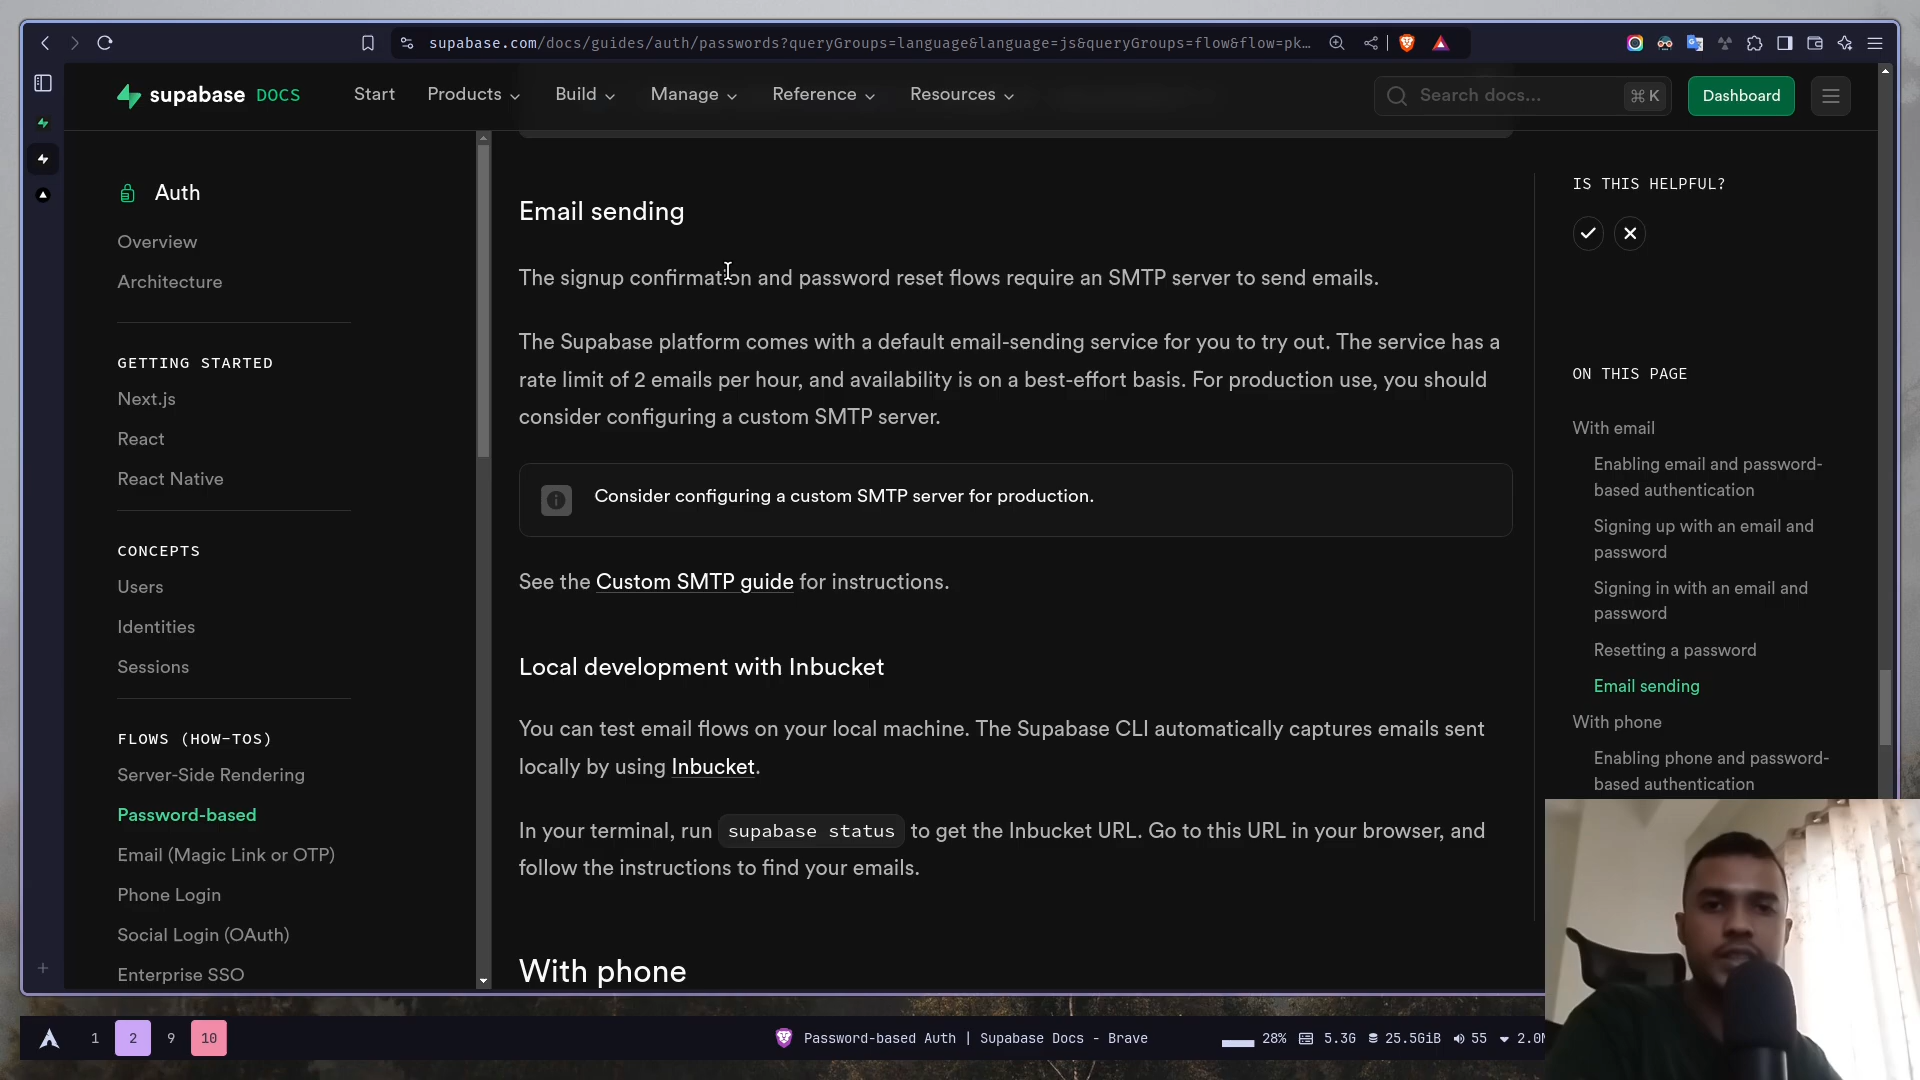 supabase.com/docs/guides/auth/passwords?queryGroups=language&language=js&queryGroups=flow&flow=pk...
supabase DOCS
Start
Products
Build
Manage
Reference
Resources
Search docs...
⌘ K
Dashboard
Auth
Overview
Architecture
GETTING STARTED
Next.js
React
React Native
CONCEPTS
Users
Identities
Sessions
FLOWS (HOW-TOS)
Server-Side Rendering
Password-based
Email (Magic Link or OTP)
Phone Login
Social Login (OAuth)
Enterprise SSO
Email sending
The signup confirmation and password reset flows require an SMTP server to send emails.
The Supabase platform comes with a default email-sending service for you to try out. The service has a
rate limit of 2 emails per hour, and availability is on a best-effort basis. For production use, you should
consider configuring a custom SMTP server.
Consider configuring a custom SMTP server for production.
See the Custom SMTP guide for instructions.
Local development with Inbucket
You can test email flows on your local machine. The Supabase CLI automatically captures emails sent
locally by using Inbucket.
In your terminal, run supabase status to get the Inbucket URL. Go to this URL in your browser, and
follow the instructions to find your emails.
With phone
IS THIS HELPFUL?
ON THIS PAGE
With email
Enabling email and password-
based authentication
Signing up with an email and
password
Signing in with an email and
password
Resetting a password
Email sending
With phone
Enabling phone and password-
based authentication
1 2 9 10
Password-based Auth | Supabase Docs - Brave
28% 5.3G 25.5GiB 55 2.0